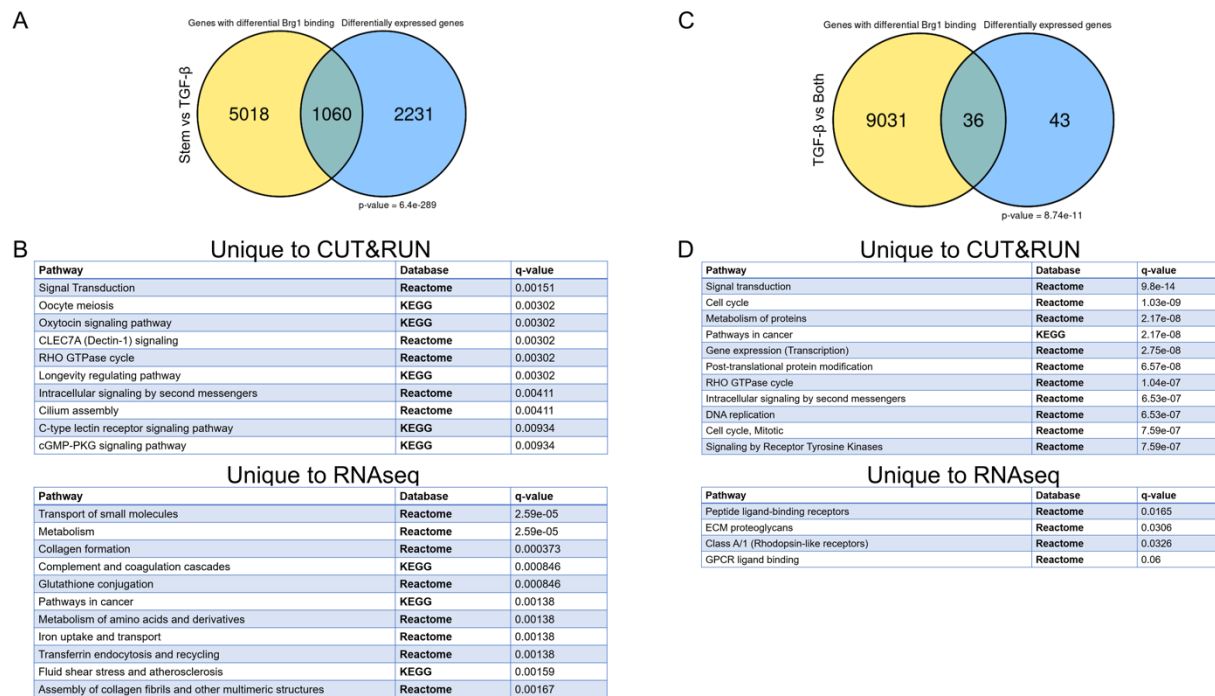 A
Genes with differential Brg1 binding Differentially expressed genes
Stem vs TGF-β
5018 1060 2231
p-value = 6.4e-289
B
Unique to CUT&RUN
Pathway Database q-value
Signal Transduction Reactome 0.00151
Oocyte meiosis KEGG 0.00302
Oxytocin signaling pathway KEGG 0.00302
CLEC7A (Dectin-1) signaling Reactome 0.00302
RHO GTPase cycle Reactome 0.00302
Longevity regulating pathway KEGG 0.00302
Intracellular signaling by second messengers Reactome 0.00411
Cilium assembly Reactome 0.00411
C-type lectin receptor signaling pathway KEGG 0.00934
cGMP-PKG signaling pathway KEGG 0.00934
Unique to RNAseq
Pathway Database q-value
Transport of small molecules Reactome 2.59e-05
Metabolism Reactome 2.59e-05
Collagen formation Reactome 0.000373
Complement and coagulation cascades KEGG 0.000846
Glutathione conjugation Reactome 0.000846
Pathways in cancer KEGG 0.00138
Metabolism of amino acids and derivatives Reactome 0.00138
Iron uptake and transport Reactome 0.00138
Transferrin endocytosis and recycling Reactome 0.00138
Fluid shear stress and atherosclerosis KEGG 0.00159
Assembly of collagen fibrils and other multimeric structures Reactome 0.00167
C
Genes with differential Brg1 binding Differentially expressed genes
TGF-β vs Both
9031 36 43
p-value = 8.74e-11
D
Unique to CUT&RUN
Pathway Database q-value
Signal transduction Reactome 9.8e-14
Cell cycle Reactome 1.03e-09
Metabolism of proteins Reactome 2.17e-08
Pathways in cancer KEGG 2.17e-08
Gene expression (Transcription) Reactome 2.75e-08
Post-translational protein modification Reactome 6.57e-08
RHO GTPase cycle Reactome 1.04e-07
Intracellular signaling by second messengers Reactome 6.53e-07
DNA replication Reactome 6.53e-07
Cell cycle, Mitotic Reactome 7.59e-07
Signaling by Receptor Tyrosine Kinases Reactome 7.59e-07
Unique to RNAseq
Pathway Database q-value
Peptide ligand-binding receptors Reactome 0.0165
ECM proteoglycans Reactome 0.0306
Class A/1 (Rhodopsin-like receptors) Reactome 0.0326
GPCR ligand binding Reactome 0.06